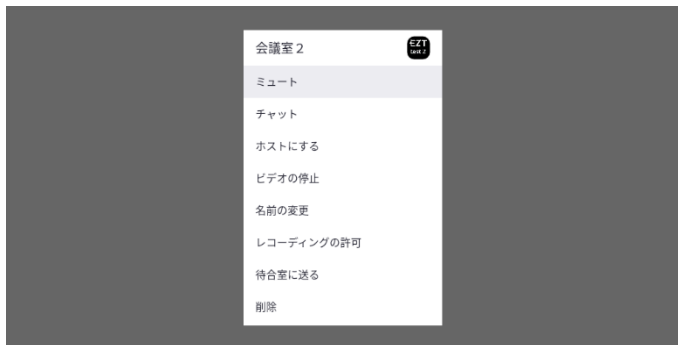 会議室２
EZT
test 2
ミュート
チャット
ホストにする
ビデオの停止
名前の変更
レコーディングの許可
待合室に送る
削除